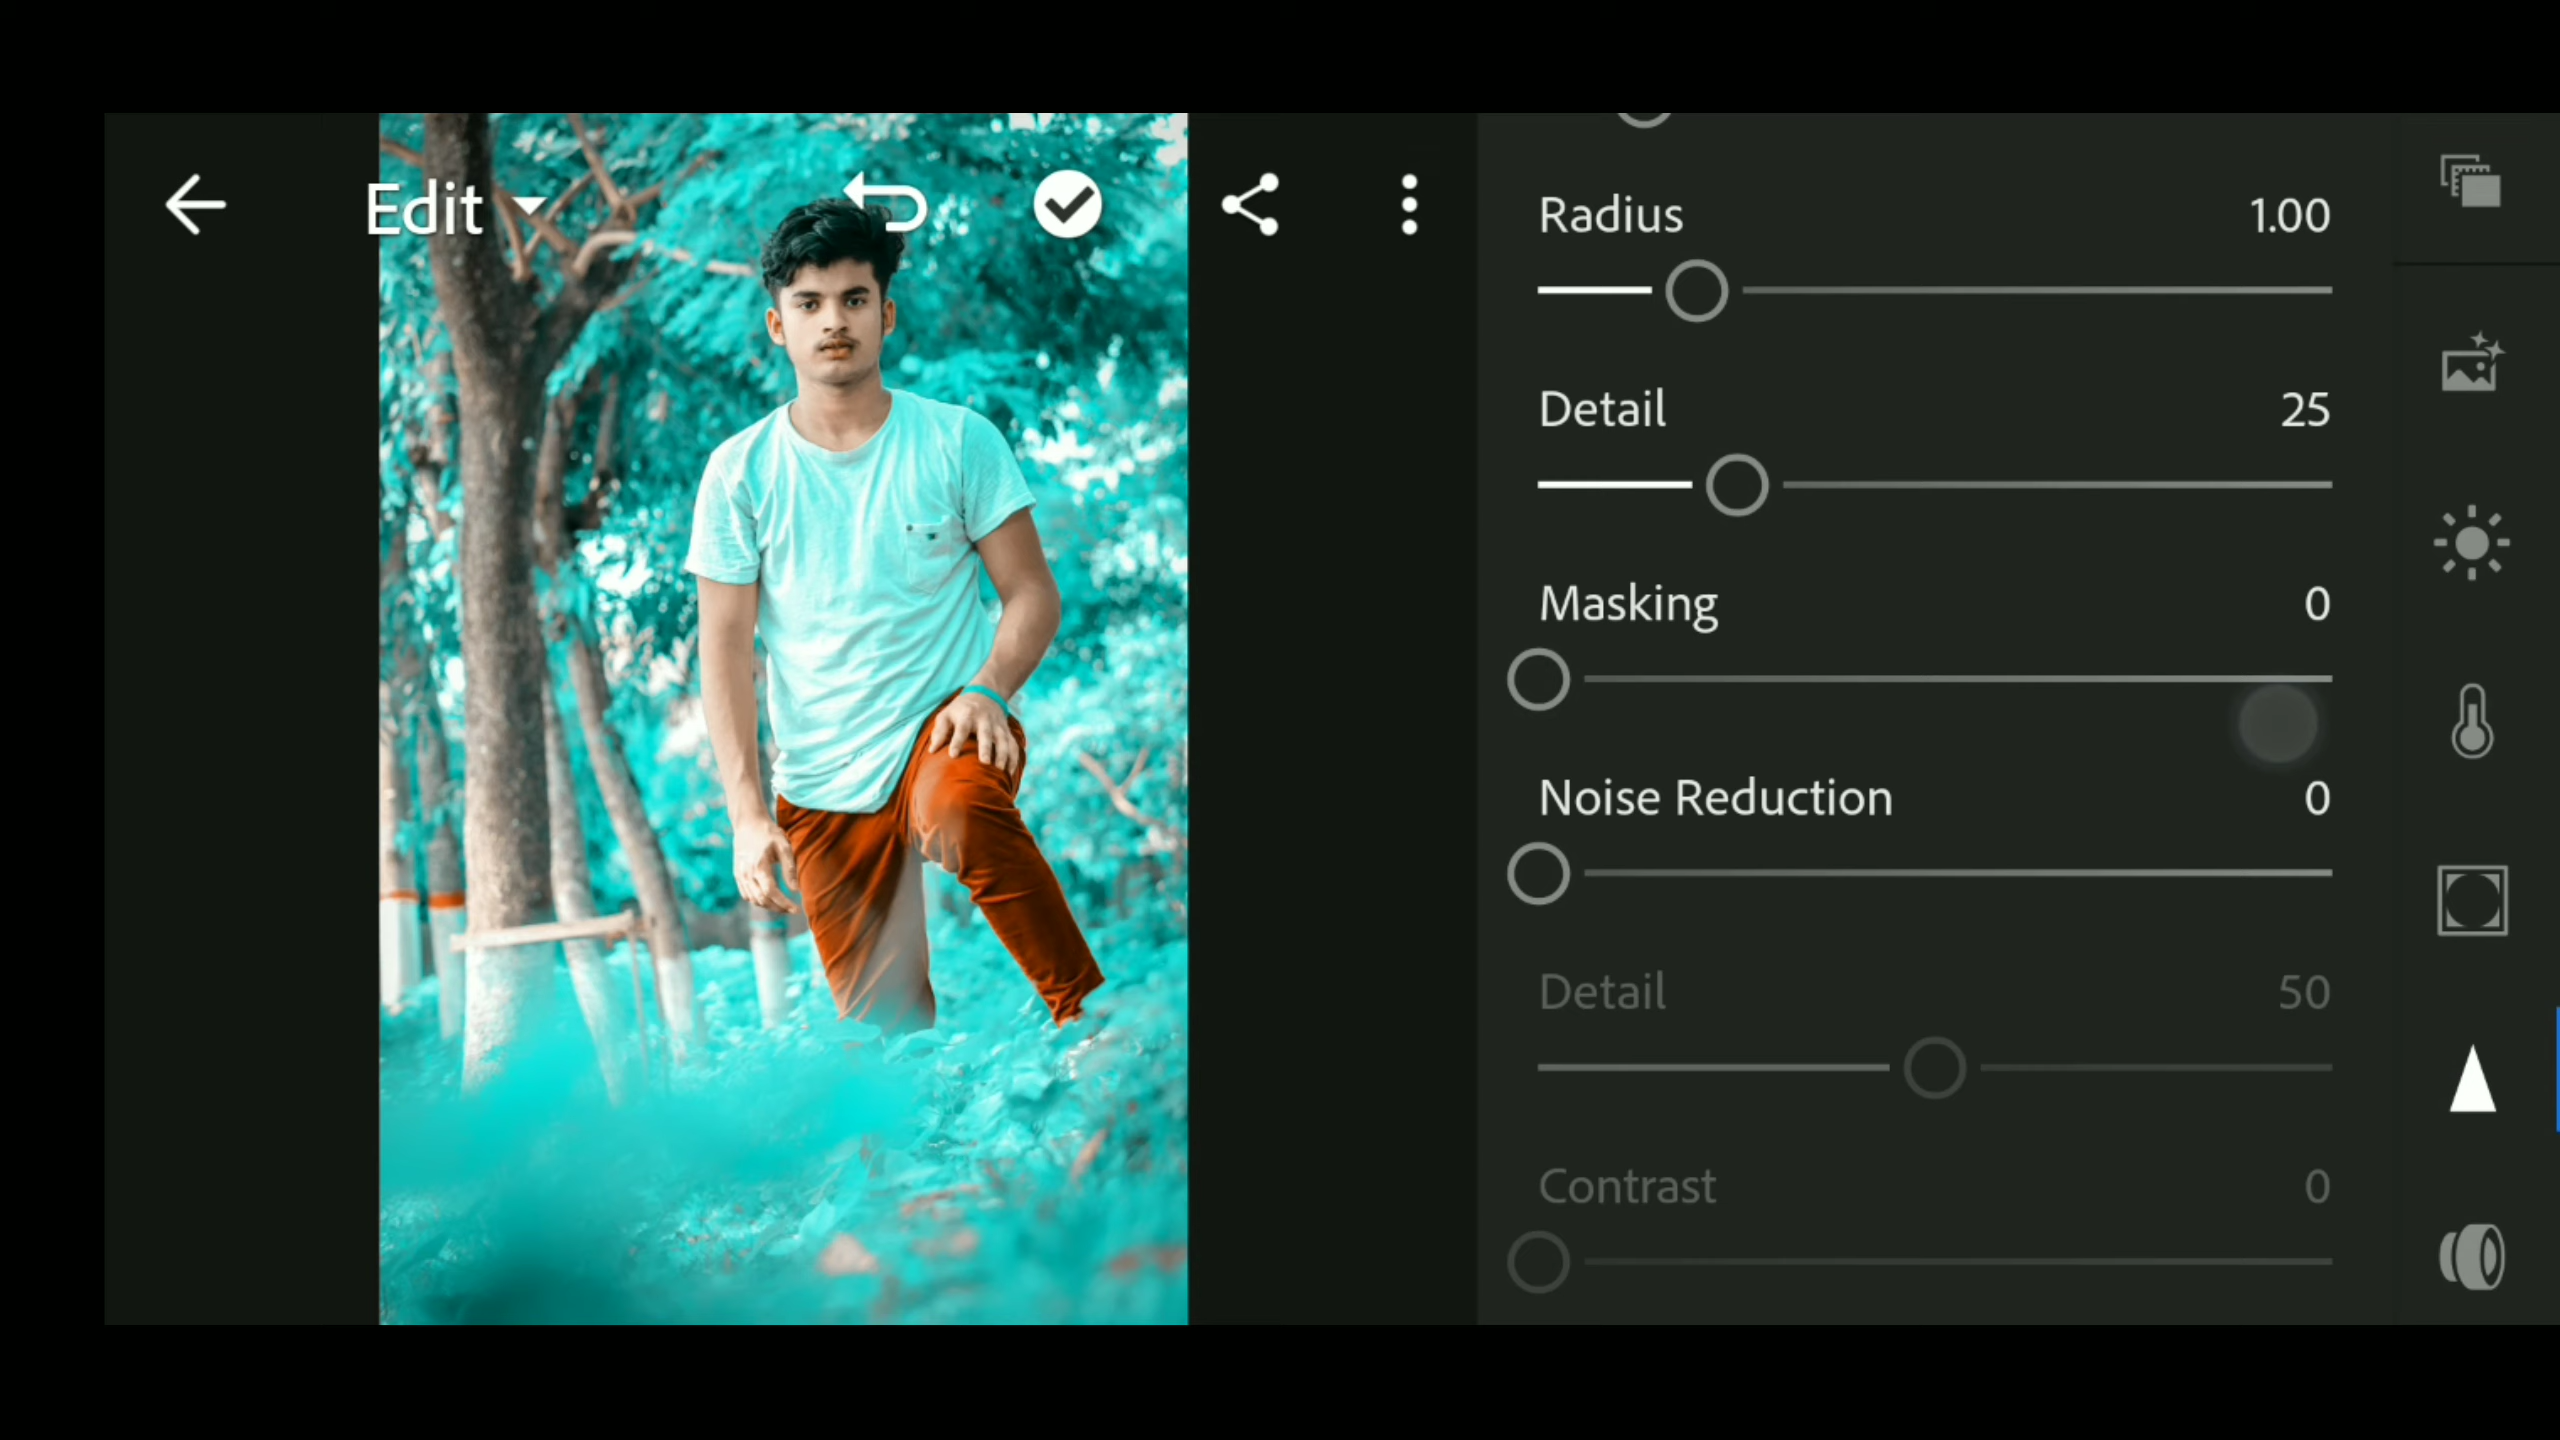 Edit
Radius 1.00
Detail 25
Masking 0
Noise Reduction 0
Detail 50
Contrast 0